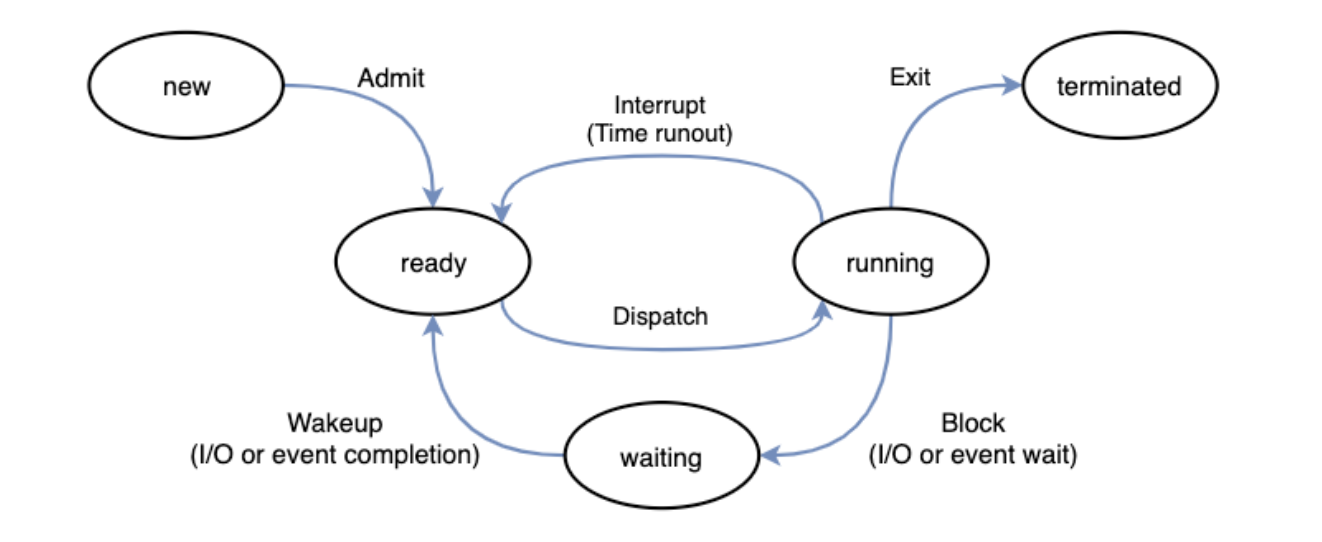 new
Admit
Exit
terminated
Interrupt
(Time runout)
ready
running
Dispatch
Wakeup
(I/O or event completion)
waiting
Block
(I/O or event wait)